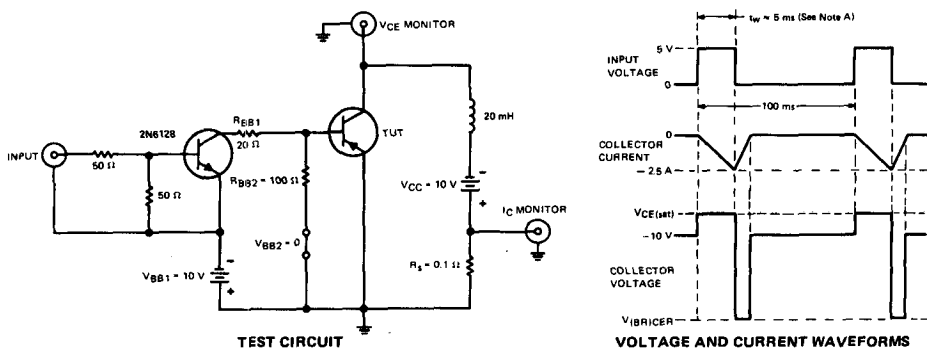 VCE MONITOR
INPUT
50 Ω
50 Ω
2N6128
RBB1
20 Ω
RBB2 = 100 Ω
VBB2 = 0
VBB1 = 10 V
-
+
TUT
20 mH
VCC = 10 V
-
+
IC MONITOR
Rs = 0.1 Ω
TEST CIRCUIT
tw ≈ 5 ms (See Note A)
INPUT
VOLTAGE
5 V
0
100 ms
COLLECTOR
CURRENT
0
-2.5 A
VCE(sat)
-10 V
COLLECTOR
VOLTAGE
V(BR)CER
VOLTAGE AND CURRENT WAVEFORMS